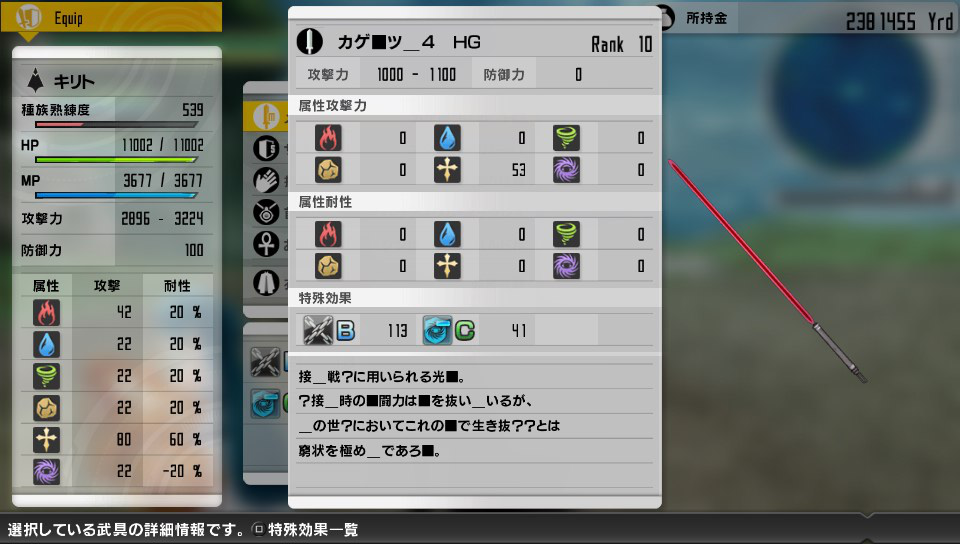 Equip
所持金 2381455 Yrd
キリト
種族熟練度 539
HP 11002 / 11002
MP 3677 / 3677
攻撃力 2896 - 3224
防御力 100
属性 攻撃 耐性
42 20 %
22 20 %
22 20 %
22 20 %
80 60 %
22 -20 %
カゲ■ツ_4 HG Rank 10
攻撃力 1000 - 1100 防御力 0
属性攻撃力
0 0 0
0 53 0
属性耐性
0 0 0
0 0 0
特殊効果
B 113 C 41
接_戦?に用いられる光■。
?接_時の■闘力は■を抜い_いるが、
_の世?においてこれの■で生き抜??とは
窮状を極め_であろ■。
選択している武具の詳細情報です。 特殊効果一覧